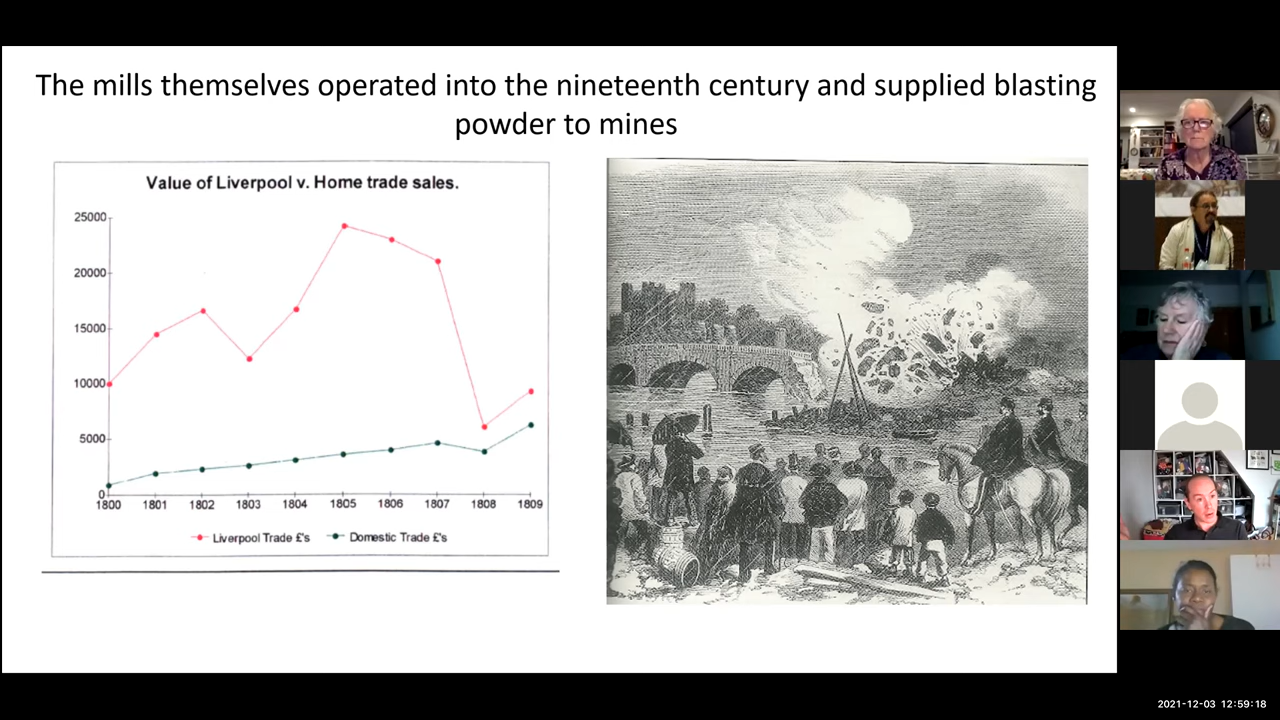 The mills themselves operated into the nineteenth century and supplied blasting
powder to mines
Value of Liverpool v. Home trade sales.
25000
20000
15000
10000
5000
0
1800 1801 1802 1803 1804 1805 1806 1807 1808 1809
Liverpool Trade £'s Domestic Trade £'s
2021-12-03 12:59:18